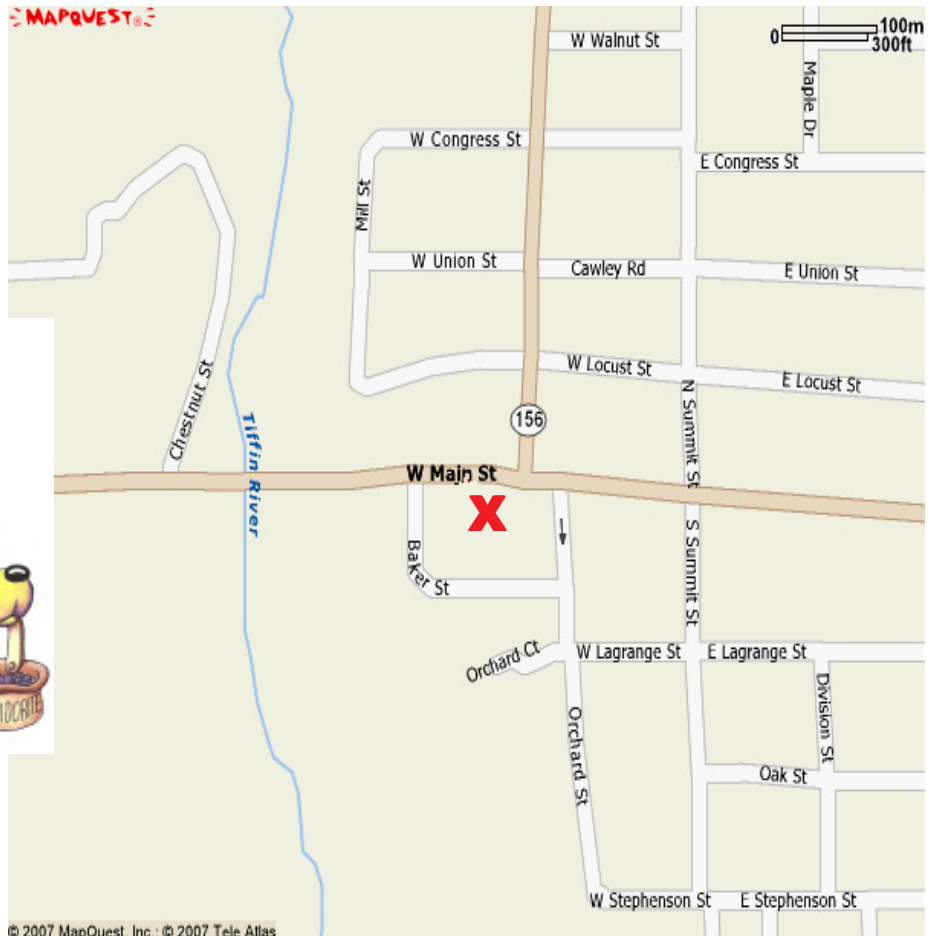 MAPQUEST®
100m
0
300ft
W Walnut St
Maple Dr
W Congress St
E Congress St
Mill St
W Union St
Cawley Rd
E Union St
W Locust St
E Locust St
Chestnut St
N Summit St
156
Tiffin River
W Main St
X
Baker St
S Summit St
Orchard Ct
W Lagrange St
E Lagrange St
Division St
Orchard St
Oak St
W Stephenson St
E Stephenson St
© 2007 MapQuest, Inc.; © 2007 Tele Atlas